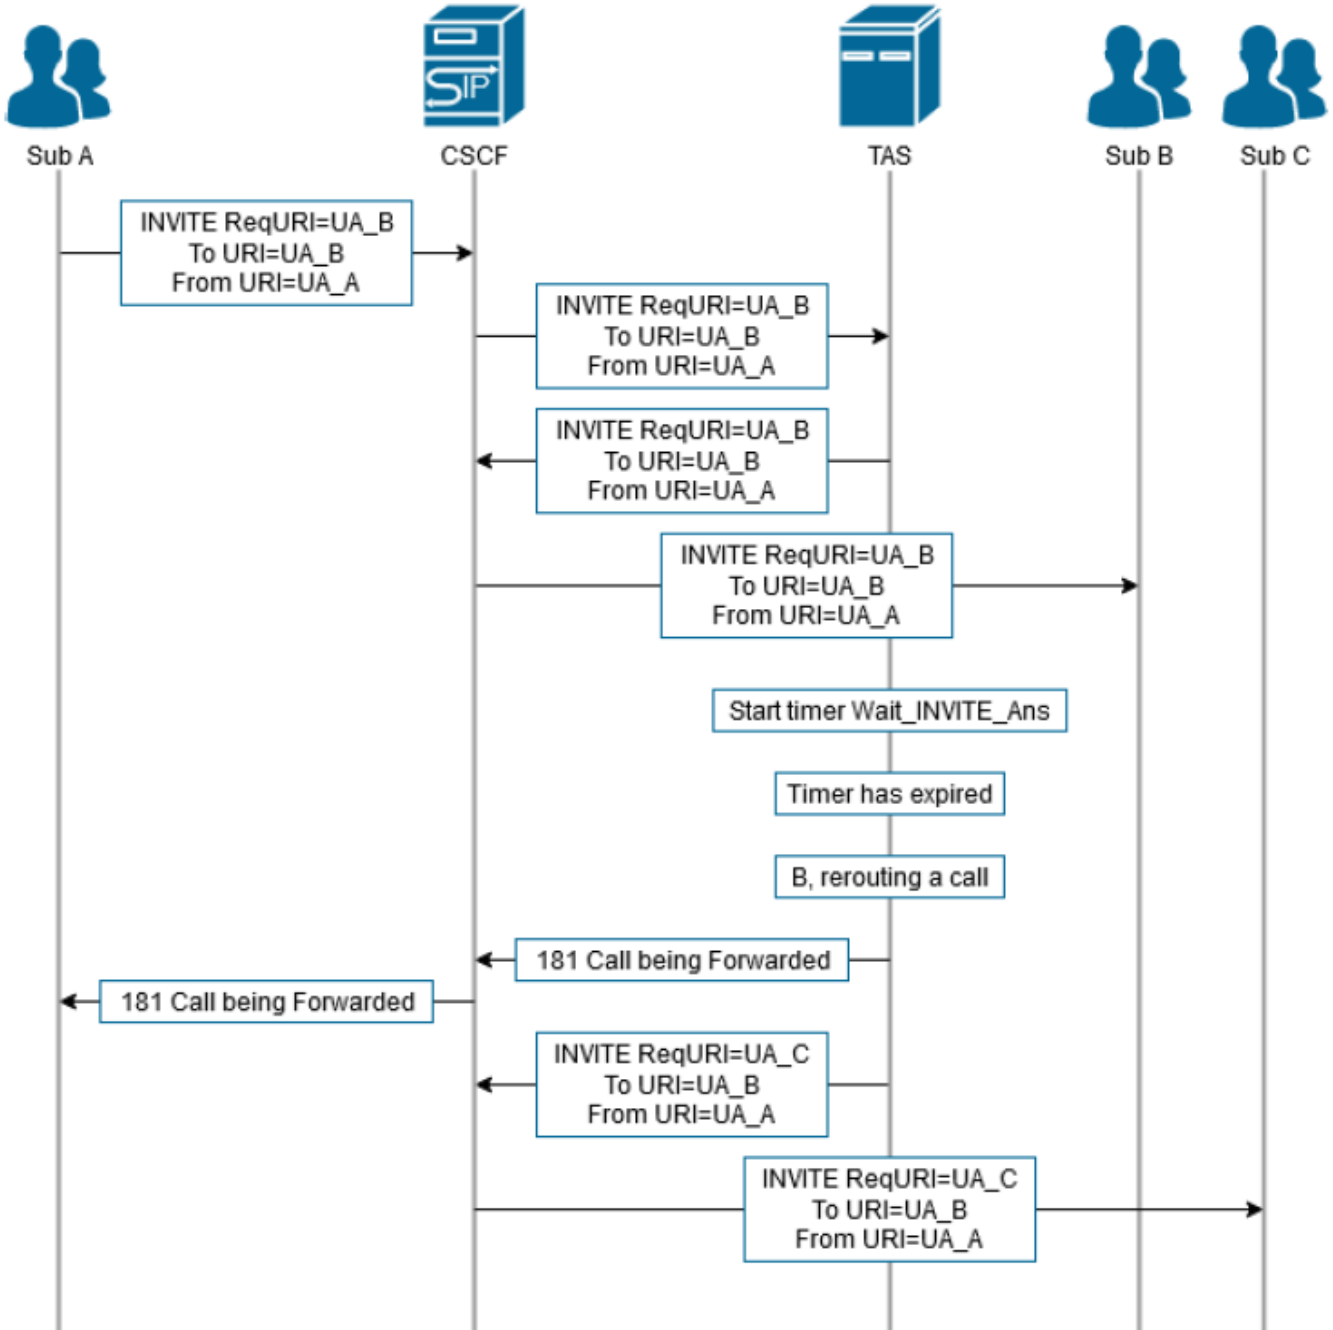 SIP
Sub A
CSCF
TAS
Sub B
Sub C
INVITE ReqURI=UA_B
To URI=UA_B
From URI=UA_A
INVITE ReqURI=UA_B
To URI=UA_B
From URI=UA_A
INVITE ReqURI=UA_B
To URI=UA_B
From URI=UA_A
INVITE ReqURI=UA_B
To URI=UA_B
From URI=UA_A
Start timer Wait_INVITE_Ans
Timer has expired
B, rerouting a call
181 Call being Forwarded
181 Call being Forwarded
INVITE ReqURI=UA_C
To URI=UA_B
From URI=UA_A
INVITE ReqURI=UA_C
To URI=UA_B
From URI=UA_A